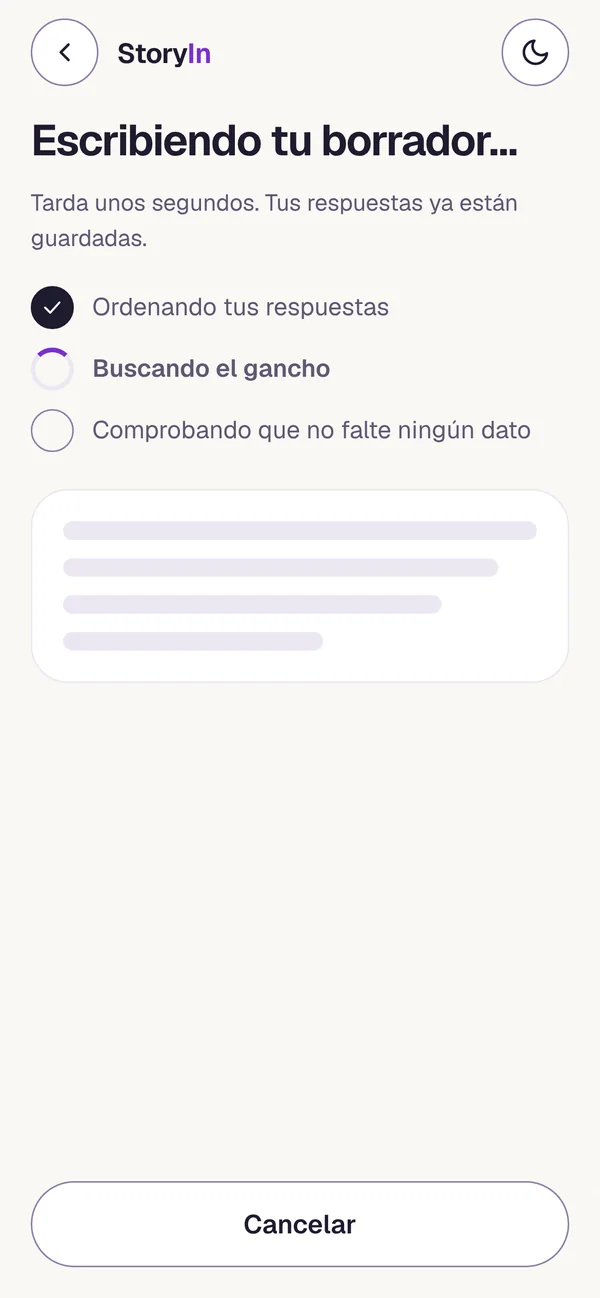 StoryIn
Escribiendo tu borrador...
Tarda unos segundos. Tus respuestas ya están
guardadas.
Ordenando tus respuestas
Buscando el gancho
Comprobando que no falte ningún dato
Cancelar